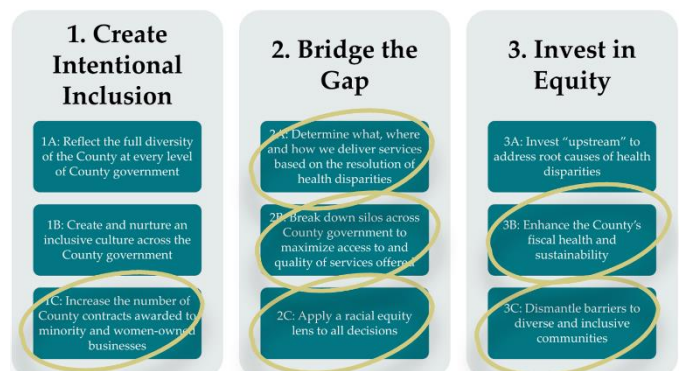 1. Create
Intentional
Inclusion
1A: Reflect the full diversity
of the County at every level
of County government
1B: Create and nurture an
inclusive culture across the
County government
1C: Increase the number of
County contracts awarded to
minority and women-owned
businesses
2. Bridge the
Gap
2A: Determine what, where
and how we deliver services
based on the resolution of
health disparities
2B: Break down silos across
County government to
maximize access to and
quality of services offered
2C: Apply a racial equity
lens to all decisions
3. Invest in
Equity
3A: Invest “upstream” to
address root causes of health
disparities
3B: Enhance the County’s
fiscal health and
sustainability
3C: Dismantle barriers to
diverse and inclusive
communities